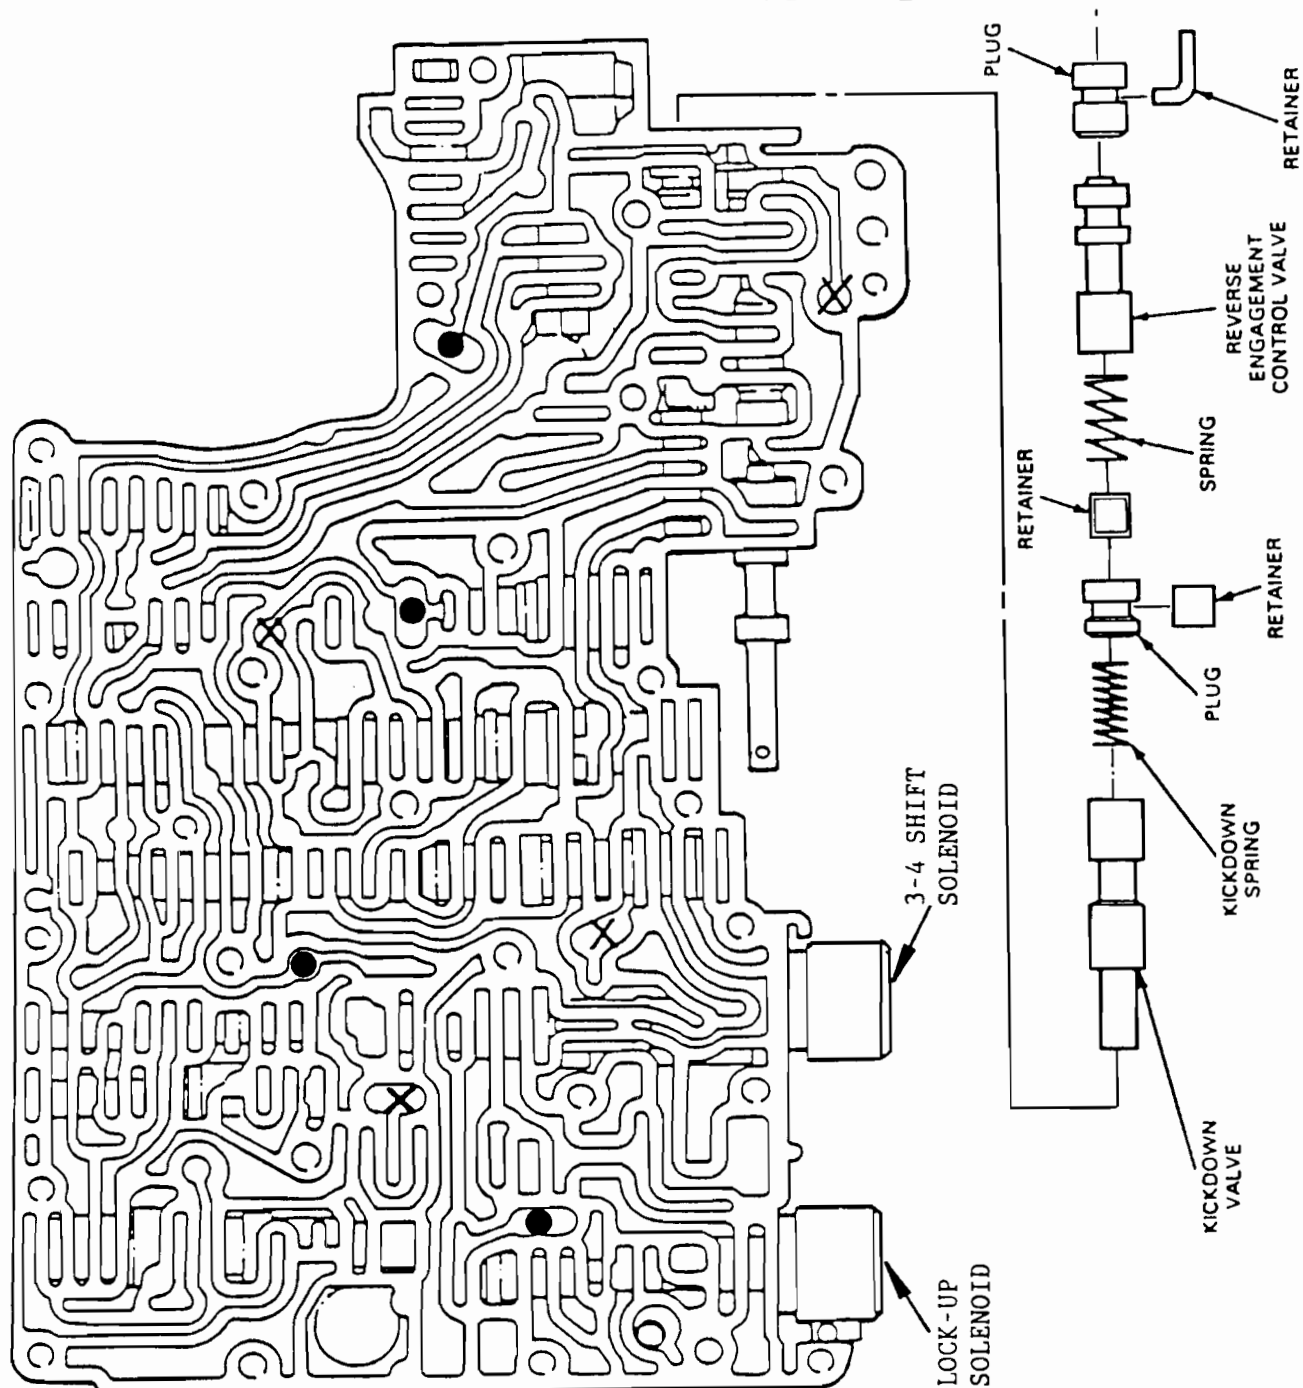 PLUG
RETAINER
REVERSE
ENGAGEMENT
CONTROL VALVE
SPRING
RETAINER
RETAINER
PLUG
KICKDOWN
SPRING
3-4 SHIFT
SOLENOID
KICKDOWN
VALVE
LOCK-UP
SOLENOID